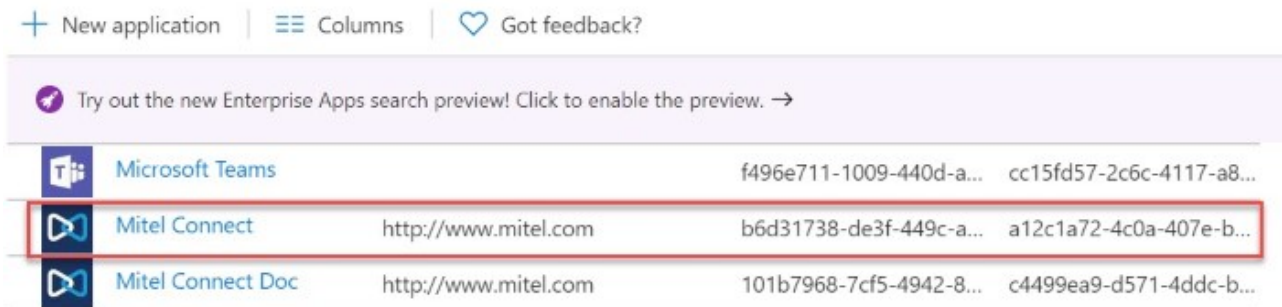 New application Columns Got feedback?
Try out the new Enterprise Apps search preview! Click to enable the preview. →
Microsoft Teams f496e711-1009-440d-a... cc15fd57-2c6c-4117-a8...
Mitel Connect http://www.mitel.com b6d31738-de3f-449c-a... a12c1a72-4c0a-407e-b...
Mitel Connect Doc http://www.mitel.com 101b7968-7cf5-4942-8... c4499ea9-d571-4ddc-b...